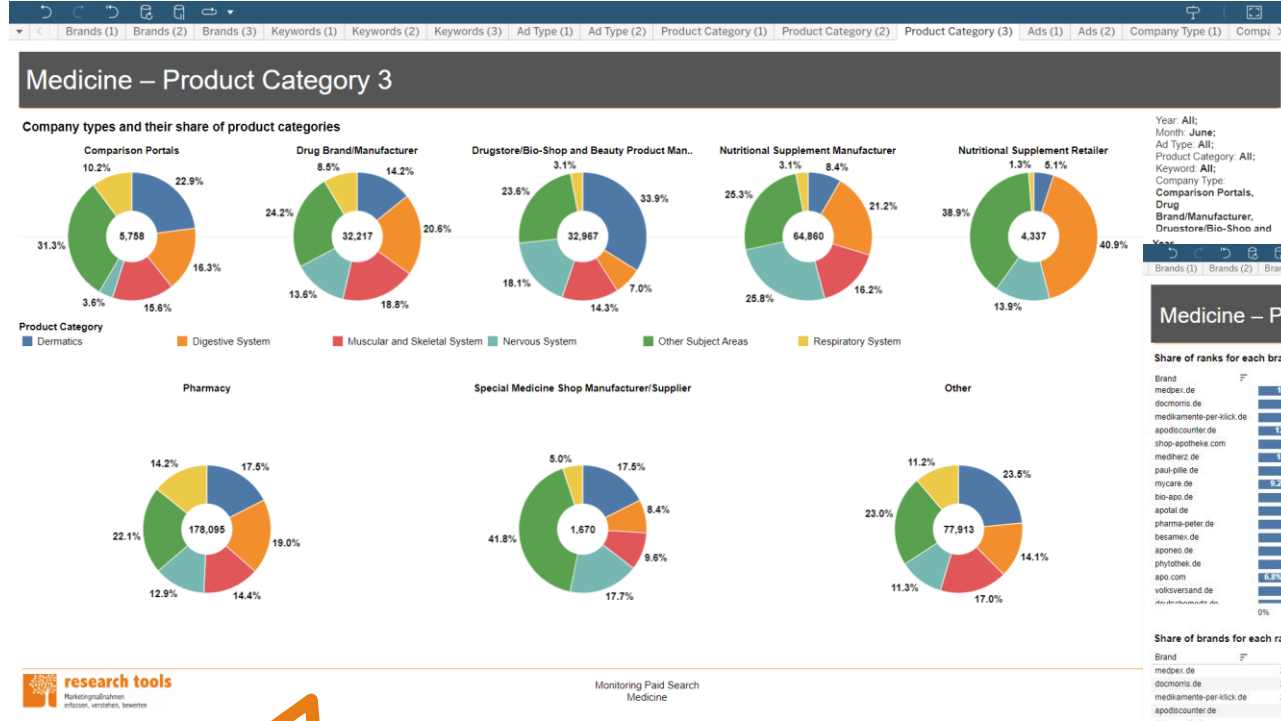 Brands (1) Brands (2) Brands (3) Keywords (1) Keywords (2) Keywords (3) Ad Type (1) Ad Type (2) Product Category (1) Product Category (2) Product Category (3) Ads (1) Ads (2) Company Type (1) Compa
Medicine – Product Category 3
Company types and their share of product categories
Year: All;
Month: June;
Ad Type: All;
Product Category: All;
Keyword: All;
Company Type:
Comparison Portals,
Drug
Brand/Manufacturer,
Drugstore/Bio-Shop and
Year
Comparison Portals
10.2%
22.9%
31.3%
5,758
16.3%
3.6%
15.6%
Drug Brand/Manufacturer
8.5%
14.2%
24.2%
32,217
20.6%
13.6%
18.8%
Drugstore/Bio-Shop and Beauty Product Man..
3.1%
23.6%
33.9%
32,967
18.1%
7.0%
14.3%
Nutritional Supplement Manufacturer
3.1% 8.4%
25.3%
21.2%
64,860
25.8%
16.2%
Nutritional Supplement Retailer
1.3% 5.1%
38.9%
4,337
40.9%
13.9%
Product Category
Dermatics Digestive System Muscular and Skeletal System Nervous System Other Subject Areas Respiratory System
Pharmacy
14.2%
17.5%
22.1%
178,095
19.0%
12.9%
14.4%
Special Medicine Shop Manufacturer/Supplier
5.0%
17.5%
8.4%
41.8%
1,670
9.6%
17.7%
Other
11.2%
23.5%
23.0%
77,913
14.1%
11.3%
17.0%
research tools
Marketingmaßnahmen
erfassen, verstehen, bewerten
Monitoring Paid Search
Medicine
Brands (1) Brands (2) Bran
Medicine – P
Share of ranks for each bra
Brand
medpex.de
docmorris.de
medikamente-per-klick.de
apodiscounter.de
shop-apotheke.com
mediherz.de
paul-pille.de
mycare.de 9.2
bio-apo.de
apotal.de
pharma-peter.de
besamex.de
aponeo.de
phytothek.de
apo.com 6.8%
volksversand.de
0%
Share of brands for each ra
Brand
medpex.de
docmorris.de
medikamente-per-klick.de
apodiscounter.de